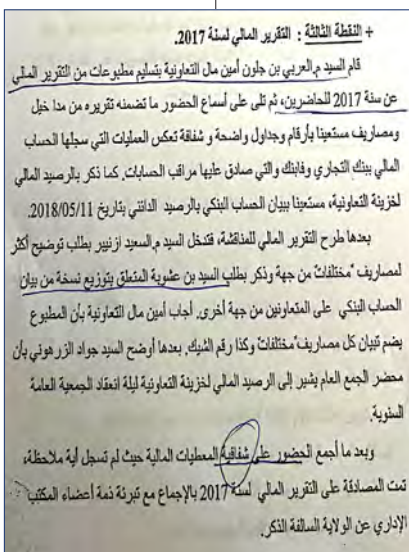 + النقطة الثالثة : التقرير المالي لسنة 2017.
قام السيد م.العربي بن جلون أمين مال التعاونية بتسليم مطبوعات من التقرير المالي
عن سنة 2017 للحاضرين، ثم تلى على أسماع الحضور ما تضمنه تقريره من مداخيل
ومصاريف مستعينا بأرقام وجداول واضحة و شفافة تعكس العمليات التي سجلها الحساب
المالي ببنك التجاري وفابنك والتي صادق عليها مراقب الحسابات. كما ذكر بالرصيد المالي
لخزينة التعاونية، مستعينا ببيان الحساب البنكي بالرصيد الدائني بتاريخ 2018/05/11.
بعدها طرح التقرير المالي للمناقشة، فتدخل السيد م.السعيد ازنيبر بطلب توضيح أكثر
لمصاريف "مختلفات" من جهة وذكر بطلب السيد بن عشوبة المتعلق بتوزيع نسخة من بيان
الحساب البنكي على المتعاونين من جهة أخرى. أجاب أمين مال التعاونية بأن المطبوع
يضم تبيان كل مصاريف "مختلفات" وكذا رقم الشيك. بعدها أوضح السيد جواد الزرهوني بأن
محضر الجمع العام يشير إلى الرصيد المالي لخزينة التعاونية ليلة انعقاد الجمعية العامة
السنوية.
وبعد ما أجمع الحضور على شفافية المعطيات المالية حيث لم تسجل أية ملاحظة،
تمت المصادقة على التقرير المالي لسنة 2017 بالإجماع مع تبرئة ذمة أعضاء المكتب
الإداري عن الولاية السالفة الذكر.